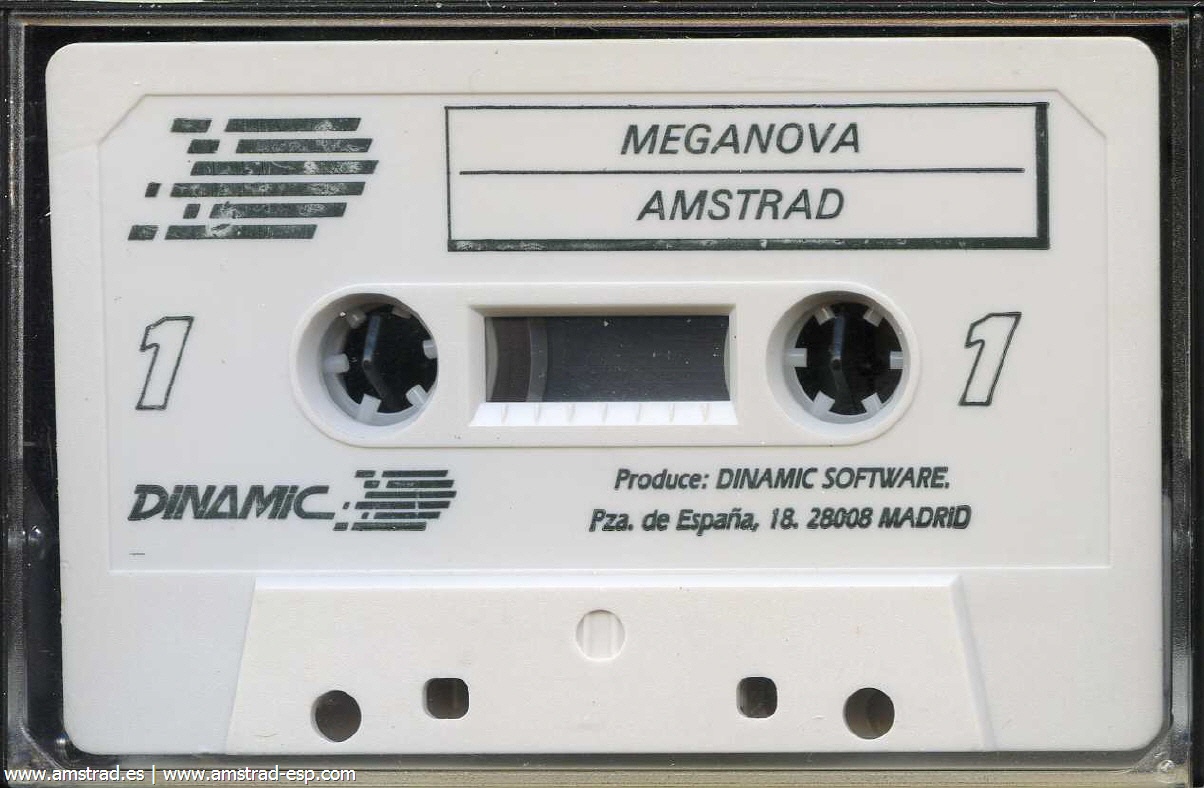 MEGANOVA
AMSTRAD
1 1
DINAMIC
Produce: DINAMIC SOFTWARE.
Pza. de España, 18. 28008 MADRID
www.amstrad.es | www.amstrad-esp.com